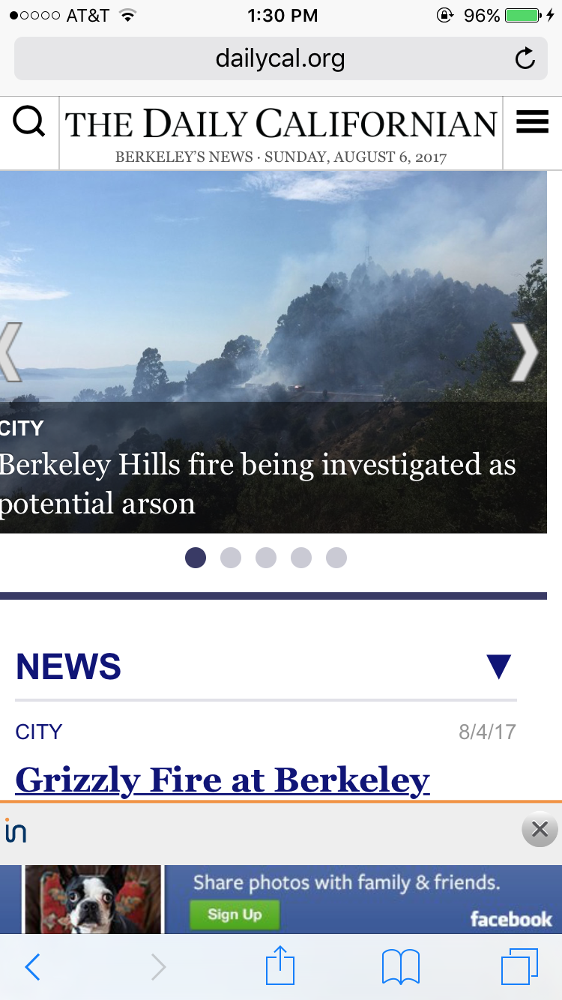 AT&T 1:30 PM 96%
dailycal.org
THE DAILY CALIFORNIAN
BERKELEY'S NEWS · SUNDAY, AUGUST 6, 2017
CITY
Berkeley Hills fire being investigated as
potential arson
NEWS
CITY 8/4/17
Grizzly Fire at Berkeley
in
Share photos with family & friends.
Sign Up
facebook